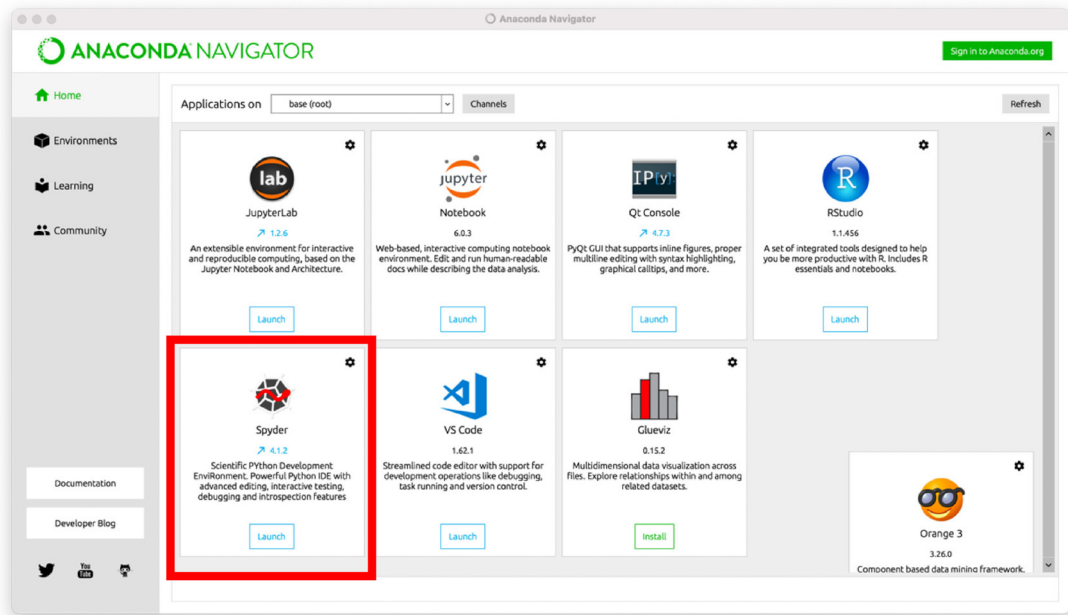 Anaconda Navigator
ANACONDA NAVIGATOR
Sign in to Anaconda.org
Home
Environments
Learning
Community
Documentation
Developer Blog
You
Tube
Applications on
base (root)
Channels
Refresh
lab
JupyterLab
1.2.6
An extensible environment for interactive
and reproducible computing, based on the
Jupyter Notebook and Architecture.
Launch
jupyter
Notebook
6.0.3
Web-based, interactive computing notebook
environment. Edit and run human-readable
docs while describing the data analysis.
Launch
IP[y]:
Qt Console
4.7.3
PyQt GUI that supports inline figures, proper
multiline editing with syntax highlighting,
graphical calltips, and more.
Launch
R
RStudio
1.1.456
A set of integrated tools designed to help
you be more productive with R. Includes R
essentials and notebooks.
Launch
Spyder
4.1.2
Scientific PYthon Development
EnviRonment. Powerful Python IDE with
advanced editing, interactive testing,
debugging and introspection features
Launch
VS Code
1.62.1
Streamlined code editor with support for
development operations like debugging,
task running and version control.
Launch
Glueviz
0.15.2
Multidimensional data visualization across
files. Explore relationships within and among
related datasets.
Install
Orange 3
3.26.0
Component based data mining framework.